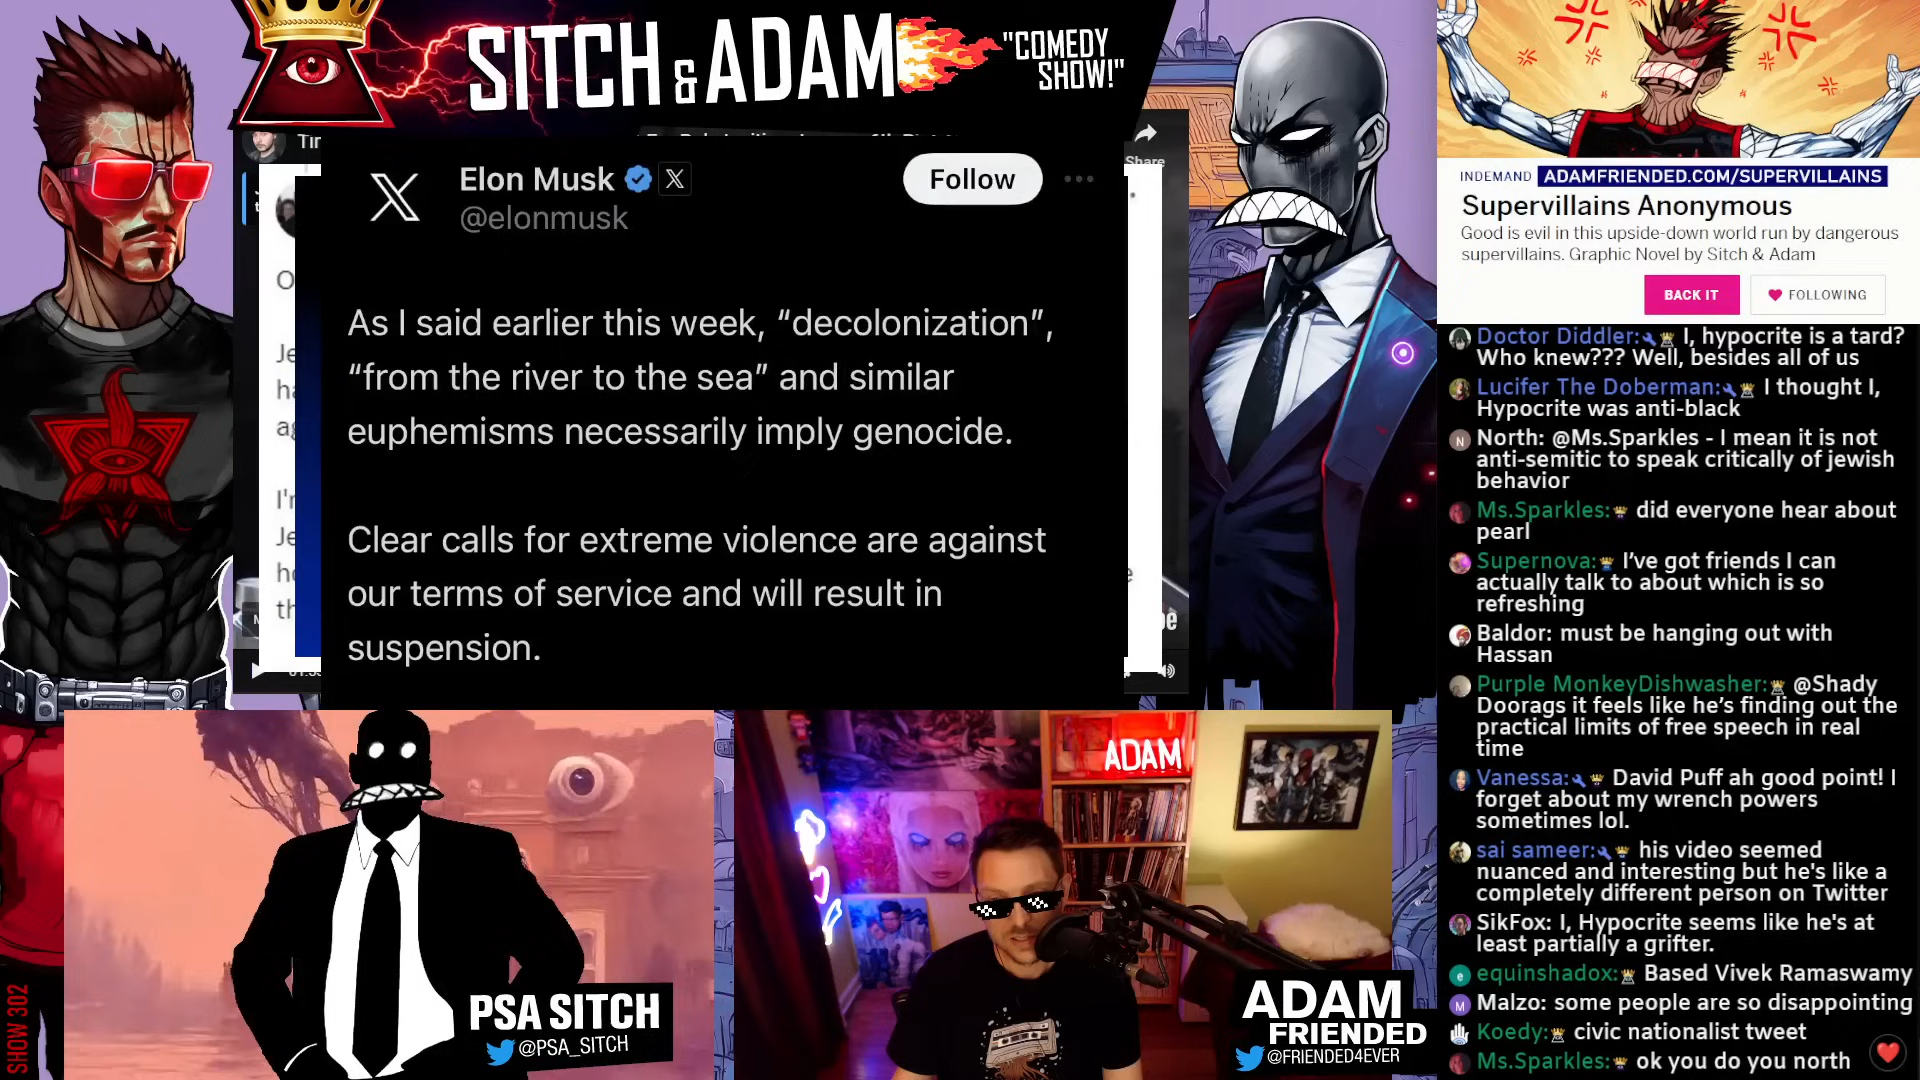 SITCH & ADAM
"COMEDY
SHOW!"
Share
Elon Musk
@elonmusk
Follow
As I said earlier this week, “decolonization”,
“from the river to the sea” and similar
euphemisms necessarily imply genocide.
Clear calls for extreme violence are against
our terms of service and will result in
suspension.
INDEMAND ADAMFRIENDED.COM/SUPERVILLAINS
Supervillains Anonymous
Good is evil in this upside-down world run by dangerous
supervillains. Graphic Novel by Sitch & Adam
BACK IT
FOLLOWING
Doctor Diddler: I, hypocrite is a tard?
Who knew??? Well, besides all of us
Lucifer The Doberman: I thought I,
Hypocrite was anti-black
North: @Ms.Sparkles - I mean it is not
anti-semitic to speak critically of jewish
behavior
Ms.Sparkles: did everyone hear about
pearl
Supernova: I’ve got friends I can
actually talk to about which is so
refreshing
Baldor: must be hanging out with
Hassan
Purple MonkeyDishwasher: @Shady
Doorags it feels like he’s finding out the
practical limits of free speech in real
time
Vanessa: David Puff ah good point! I
forget about my wrench powers
sometimes lol.
sai sameer: his video seemed
nuanced and interesting but he's like a
completely different person on Twitter
SikFox: I, Hypocrite seems like he's at
least partially a grifter.
equinshadox: Based Vivek Ramaswamy
Malzo: some people are so disappointing
Koedy: civic nationalist tweet
Ms.Sparkles: ok you do you north
ADAM
PSA SITCH
@PSA_SITCH
ADAM
FRIENDED
@FRIENDED4EVER
SHOW 302